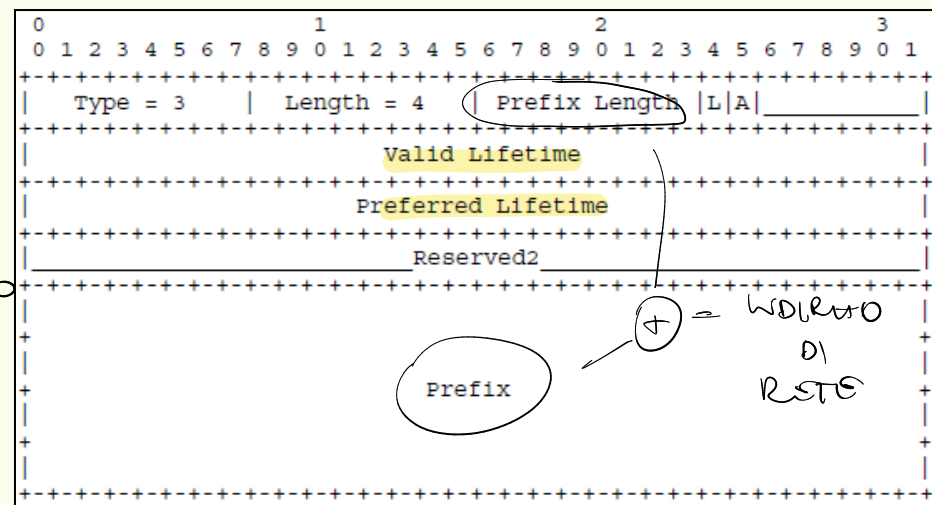 0                   1                   2                   3
0 1 2 3 4 5 6 7 8 9 0 1 2 3 4 5 6 7 8 9 0 1 2 3 4 5 6 7 8 9 0 1
+-+-+-+-+-+-+-+-+-+-+-+-+-+-+-+-+-+-+-+-+-+-+-+-+-+-+-+-+-+-+-+-+
| Type = 3 | Length = 4 | Prefix Length |L|A|___________|
+-+-+-+-+-+-+-+-+-+-+-+-+-+-+-+-+-+-+-+-+-+-+-+-+-+-+-+-+-+-+-+-+
| Valid Lifetime |
+-+-+-+-+-+-+-+-+-+-+-+-+-+-+-+-+-+-+-+-+-+-+-+-+-+-+-+-+-+-+-+-+
| Preferred Lifetime |
+-+-+-+-+-+-+-+-+-+-+-+-+-+-+-+-+-+-+-+-+-+-+-+-+-+-+-+-+-+-+-+-+
|___________________________Reserved2___________________________|
+-+-+-+-+-+-+-+-+-+-+-+-+-+-+-+-+-+-+-+-+-+-+-+-+-+-+-+-+-+-+-+-+
+ =
DI
Prefix
RETE
+-+-+-+-+-+-+-+-+-+-+-+-+-+-+-+-+-+-+-+-+-+-+-+-+-+-+-+-+-+-+-+-+